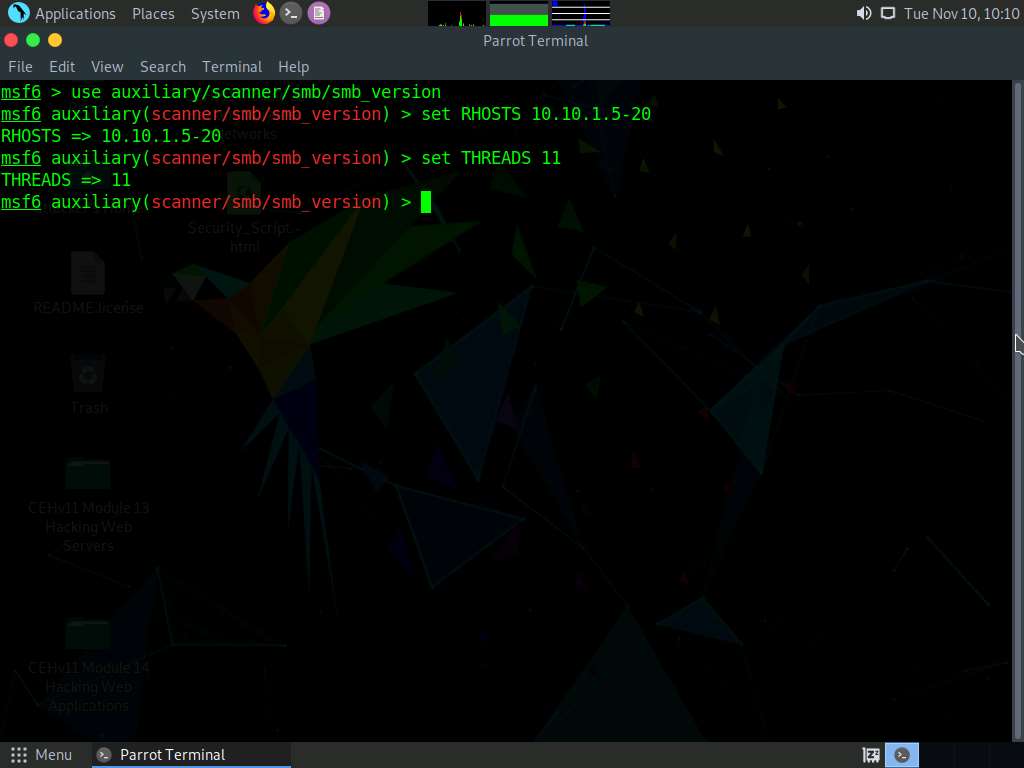 Applications Places System Tue Nov 10, 10:10
Parrot Terminal
File Edit View Search Terminal Help
msf6 > use auxiliary/scanner/smb/smb_version
msf6 auxiliary(scanner/smb/smb_version) > set RHOSTS 10.10.1.5-20
RHOSTS => 10.10.1.5-20
msf6 auxiliary(scanner/smb/smb_version) > set THREADS 11
THREADS => 11
msf6 auxiliary(scanner/smb/smb_version) >
Security_Script.-
html
README.license
Trash
CEHv11 Module 13
Hacking Web
Servers
CEHv11 Module 14
Hacking Web
Applications
Menu Parrot Terminal